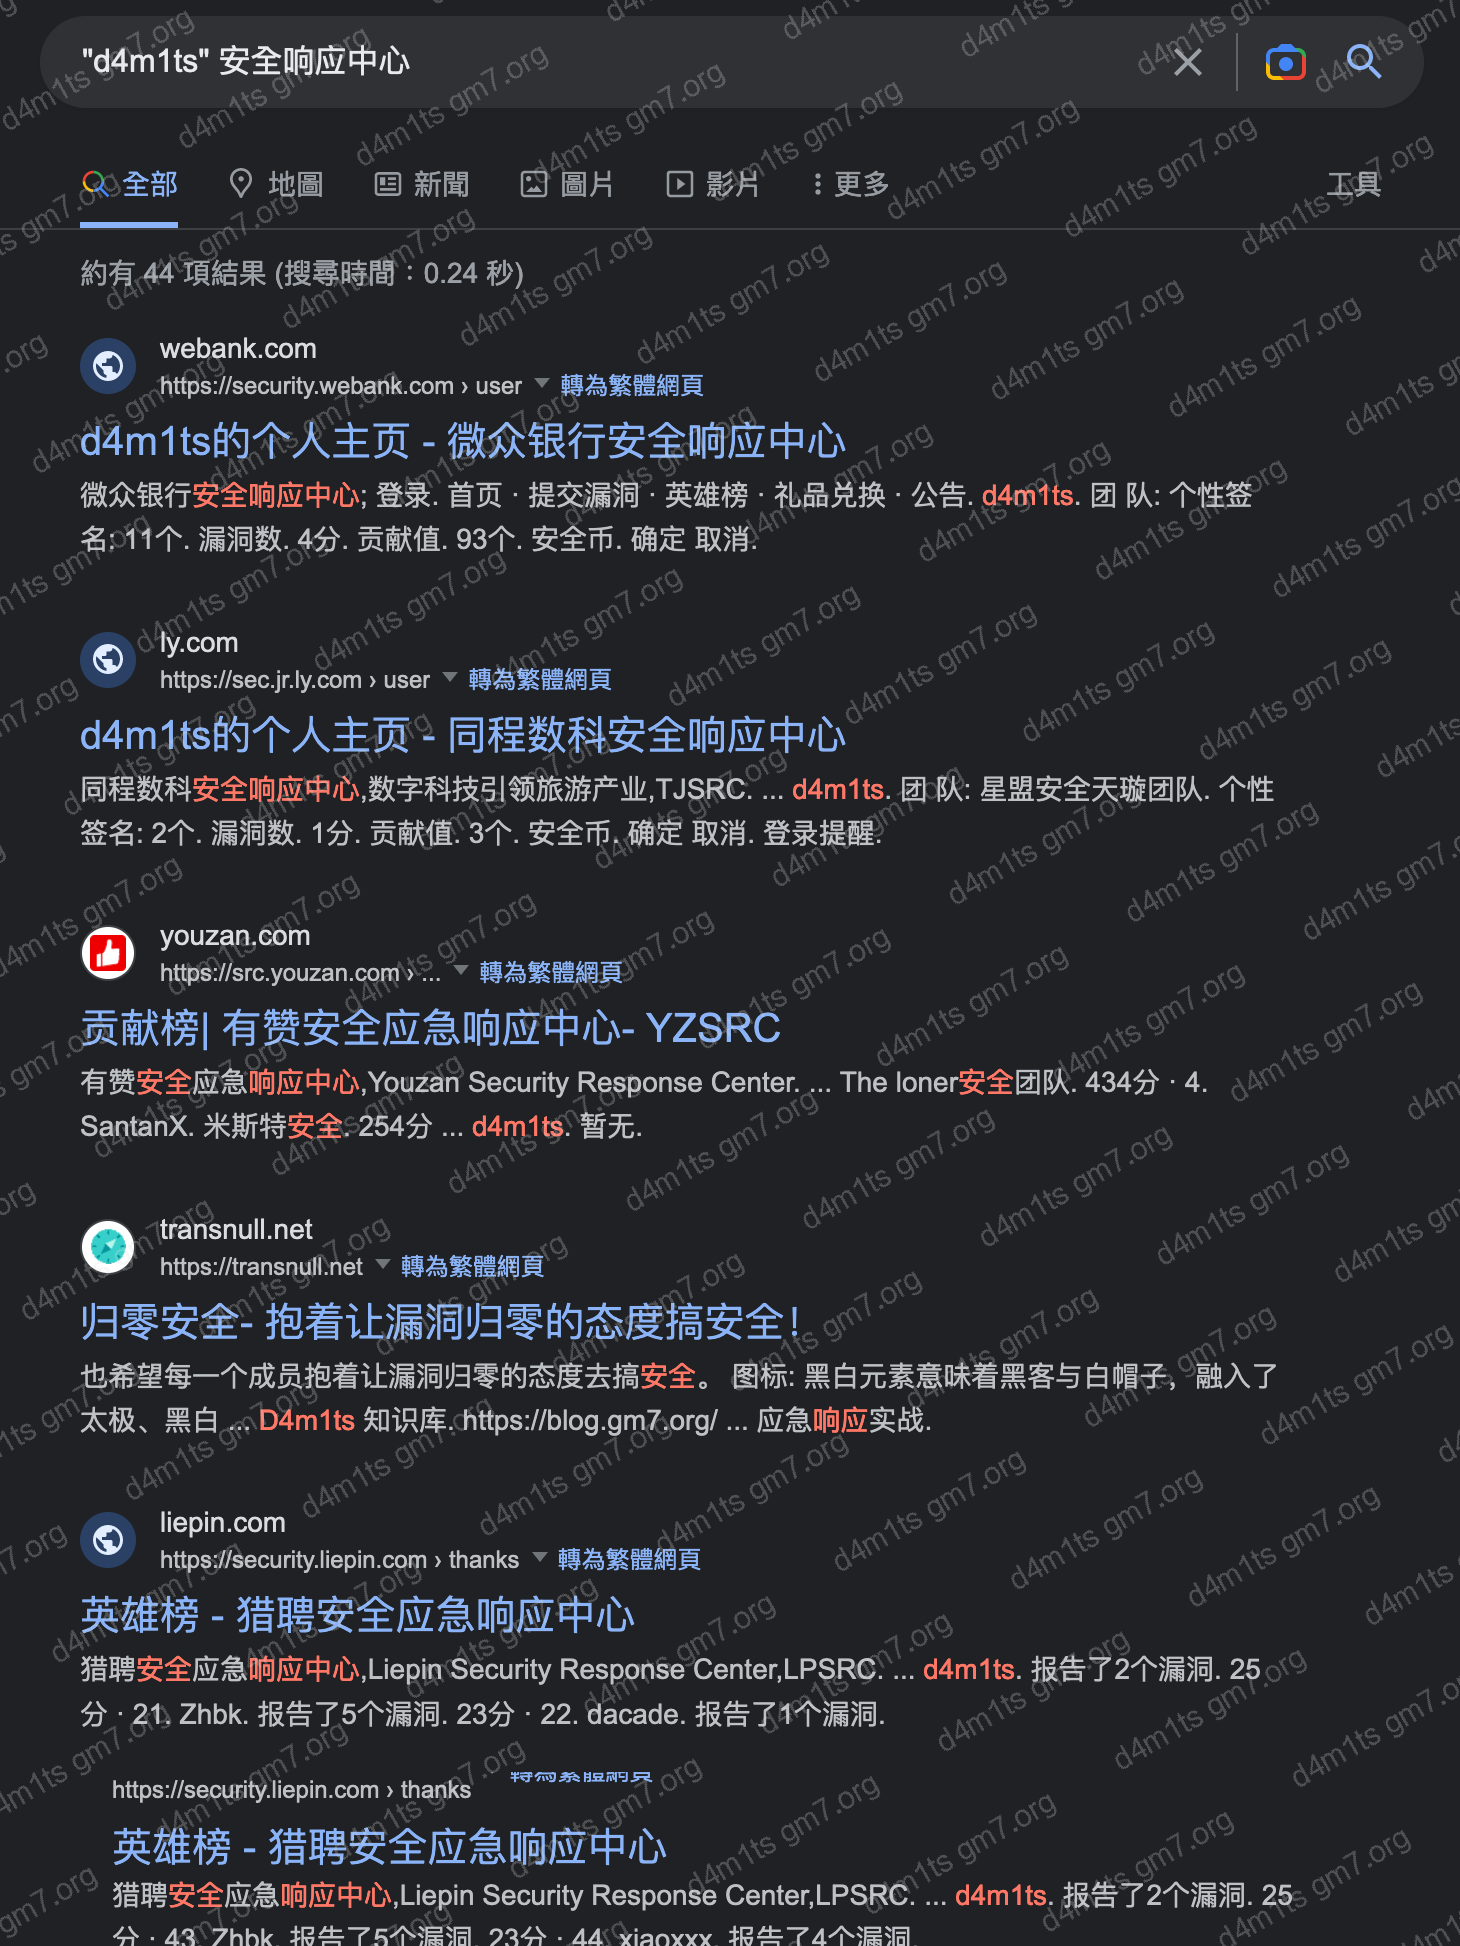 "d4m1ts" 安全响应中心
全部 地圖 新聞 圖片 影片 更多 工具
約有 44 項結果 (搜尋時間：0.24 秒)
webank.com
https://security.webank.com › user 轉為繁體網頁
d4m1ts的个人主页 - 微众银行安全响应中心
微众银行安全响应中心; 登录. 首页 · 提交漏洞 · 英雄榜 · 礼品兑换 · 公告. d4m1ts. 团 队: 个性签
名: 11个. 漏洞数. 4分. 贡献值. 93个. 安全币. 确定 取消.
ly.com
https://sec.jr.ly.com › user 轉為繁體網頁
d4m1ts的个人主页 - 同程数科安全响应中心
同程数科安全响应中心,数字科技引领旅游产业,TJSRC. ... d4m1ts. 团 队: 星盟安全天璇团队. 个性
签名: 2个. 漏洞数. 1分. 贡献值. 3个. 安全币. 确定 取消. 登录提醒.
youzan.com
https://src.youzan.com › ... 轉為繁體網頁
贡献榜| 有赞安全应急响应中心- YZSRC
有赞安全应急响应中心,Youzan Security Response Center. ... The loner安全团队. 434分 · 4.
SantanX. 米斯特安全. 254分 ... d4m1ts. 暂无.
transnull.net
https://transnull.net 轉為繁體網頁
归零安全- 抱着让漏洞归零的态度搞安全！
也希望每一个成员抱着让漏洞归零的态度去搞安全。 图标: 黑白元素意味着黑客与白帽子，融入了
太极、黑白 ... D4m1ts 知识库. https://blog.gm7.org/ ... 应急响应实战.
liepin.com
https://security.liepin.com › thanks 轉為繁體網頁
英雄榜 - 猎聘安全应急响应中心
猎聘安全应急响应中心,Liepin Security Response Center,LPSRC. ... d4m1ts. 报告了2个漏洞. 25
分 · 21. Zhbk. 报告了5个漏洞. 23分 · 22. dacade. 报告了1个漏洞.
https://security.liepin.com › thanks 轉為繁體網頁
英雄榜 - 猎聘安全应急响应中心
猎聘安全应急响应中心,Liepin Security Response Center,LPSRC. ... d4m1ts. 报告了2个漏洞. 25
分 · 43. Zhbk. 报告了5个漏洞. 23分 · 44. xiaoxxx. 报告了4个漏洞.
d4m1ts gm7.org